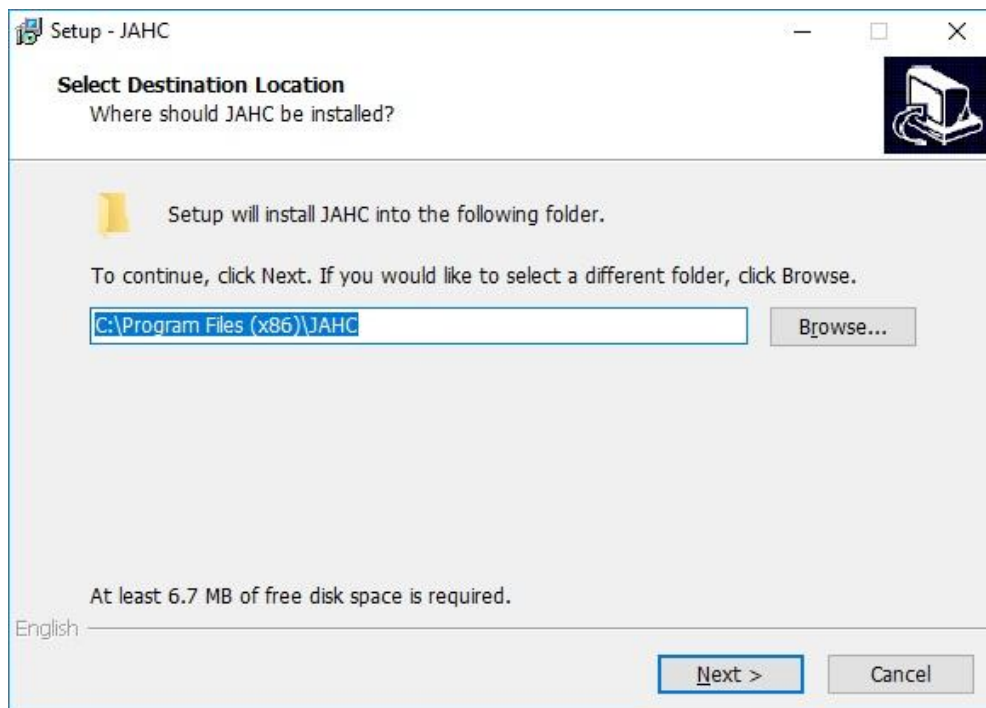 Setup - JAHC
Select Destination Location
Where should JAHC be installed?
Setup will install JAHC into the following folder.
To continue, click Next. If you would like to select a different folder, click Browse.
C:\Program Files (x86)\JAHC
Browse...
At least 6.7 MB of free disk space is required.
English
Next >
Cancel